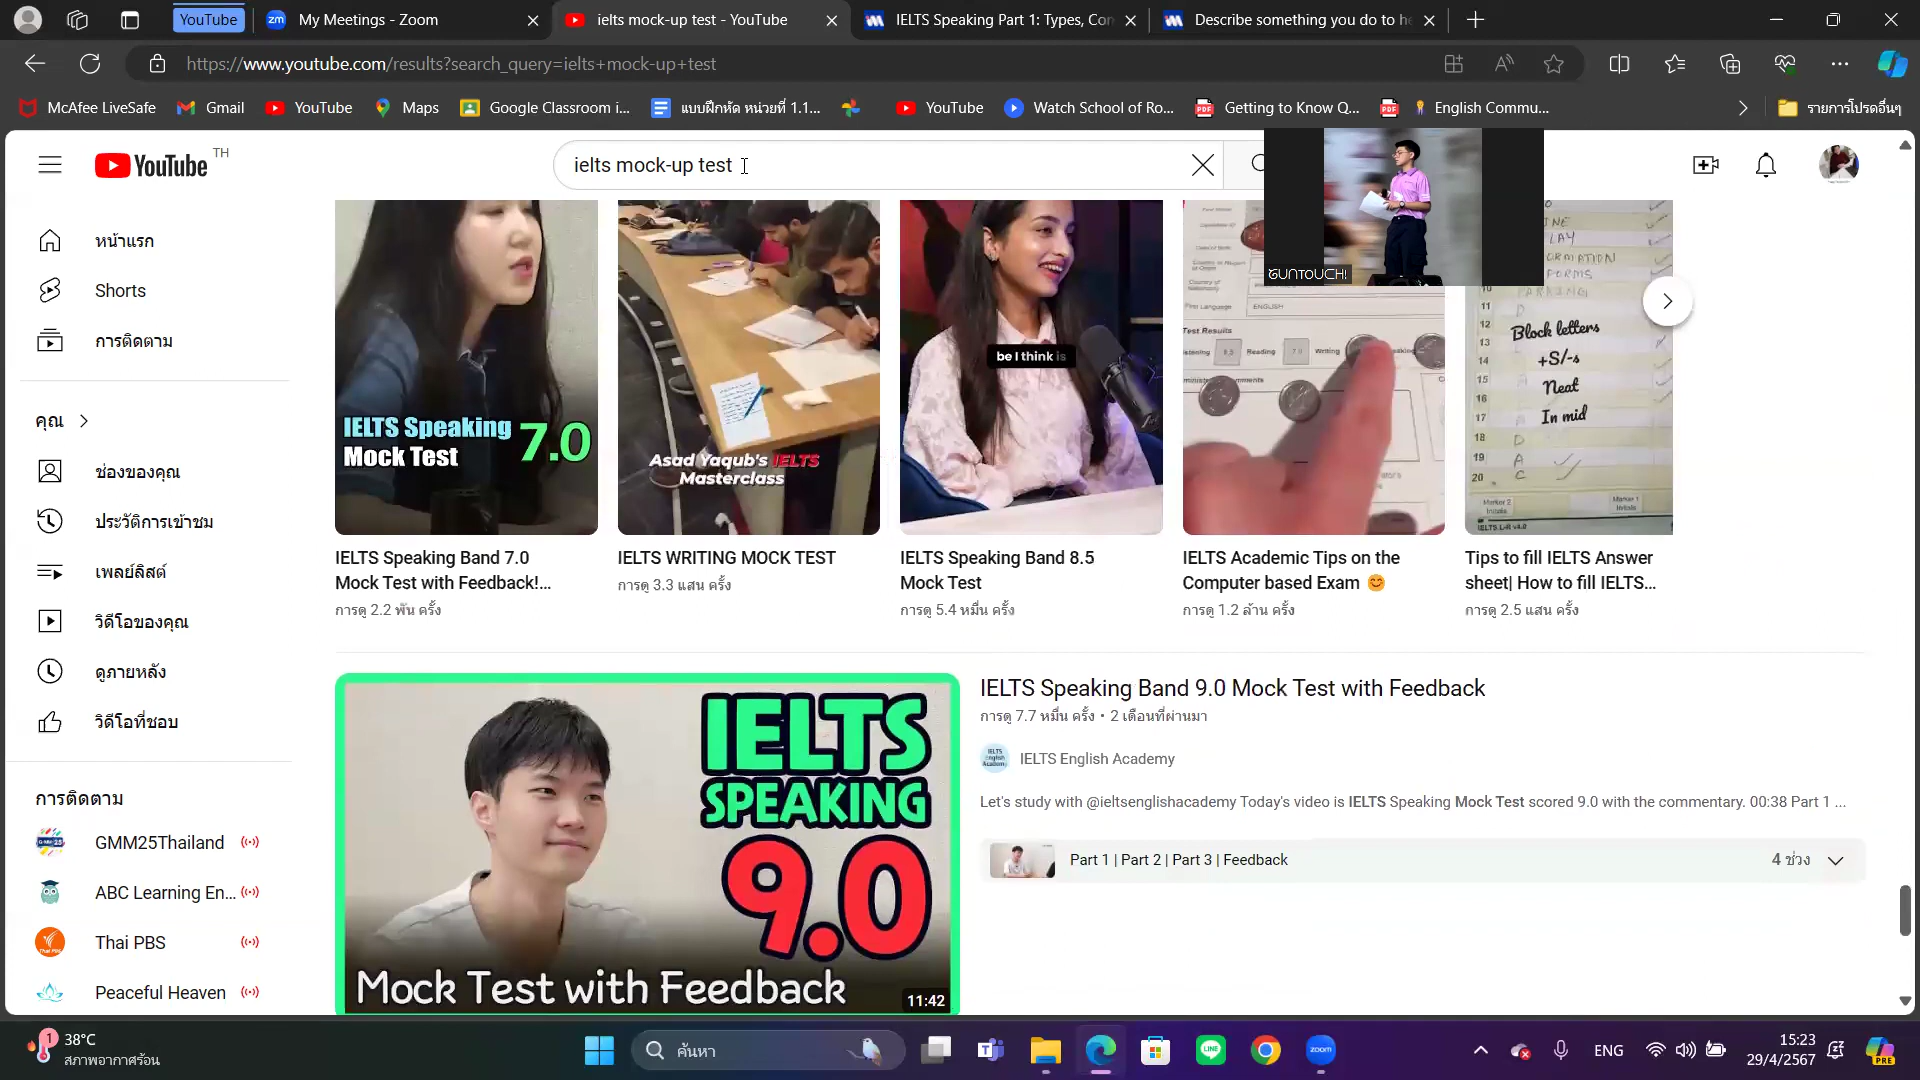 YouTube
My Meetings - Zoom
ielts mock-up test - YouTube
IELTS Speaking Part 1: Types, Con
Describe something you do to he
https://www.youtube.com/results?search_query=ielts+mock-up+test
McAfee LiveSafe
Gmail
YouTube
Maps
Google Classroom i...
แบบฝึกหัด หน่วยที่ 1.1...
YouTube
Watch School of Ro...
Getting to Know Q...
English Commu...
รายการโปรดอื่นๆ
YouTube TH
ielts mock-up test
หน้าแรก
Shorts
การติดตาม
คุณ
ช่องของคุณ
ประวัติการเข้าชม
เพลย์ลิสต์
วิดีโอของคุณ
ดูภายหลัง
วิดีโอที่ชอบ
การติดตาม
GMM25Thailand
ABC Learning En...
Thai PBS
Peaceful Heaven
IELTS Speaking
Mock Test
7.0
Asad Yaqub's IELTS
Masterclass
be I think is
GUNTOUCH!
ENGLISH
Test Results
Reading
Writing
PARKING
Block letters
+S/-s
Neat
In mid
IELTS Speaking Band 7.0
Mock Test with Feedback!...
การดู 2.2 พัน ครั้ง
IELTS WRITING MOCK TEST
การดู 3.3 แสน ครั้ง
IELTS Speaking Band 8.5
Mock Test
การดู 5.4 หมื่น ครั้ง
IELTS Academic Tips on the
Computer based Exam 😊
การดู 1.2 ล้าน ครั้ง
Tips to fill IELTS Answer
sheet| How to fill IELTS...
การดู 2.5 แสน ครั้ง
IELTS
SPEAKING
9.0
Mock Test with Feedback
11:42
IELTS Speaking Band 9.0 Mock Test with Feedback
การดู 7.7 หมื่น ครั้ง • 2 เดือนที่ผ่านมา
IELTS English Academy
Let's study with @ieltsenglishacademy Today's video is IELTS Speaking Mock Test scored 9.0 with the commentary. 00:38 Part 1 ...
Part 1 | Part 2 | Part 3 | Feedback
4 ช่วง
1
38°C
สภาพอากาศร้อน
ค้นหา
ENG
15:23
29/4/2567